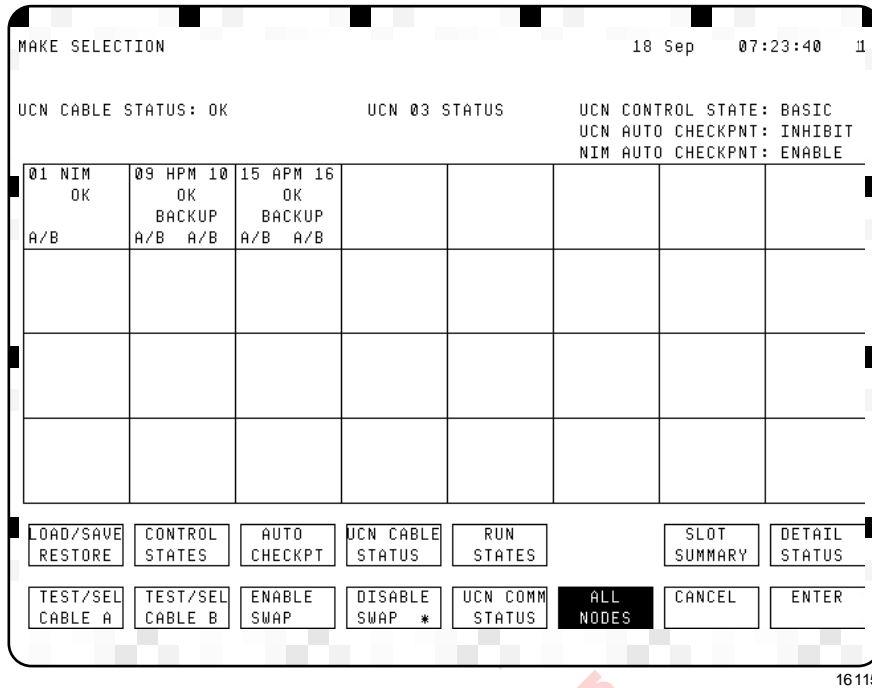 MAKE SELECTION 18 Sep 07:23:40
UCN CABLE STATUS: OK UCN 03 STATUS UCN CONTROL STATE: BASIC
UCN AUTO CHECKPNT: INHIBIT
NIM AUTO CHECKPNT: ENABLE
01 NIM 09 HPM 10 15 APM 16
OK OK OK
BACKUP BACKUP
A/B A/B A/B A/B A/B
LOAD/SAVE CONTROL AUTO UCN CABLE RUN SLOT DETAIL
RESTORE STATES CHECKPT STATUS STATES SUMMARY STATUS
TEST/SEL TEST/SEL ENABLE DISABLE UCN COMM ALL CANCEL ENTER
CABLE A CABLE B SWAP SWAP * STATUS NODES